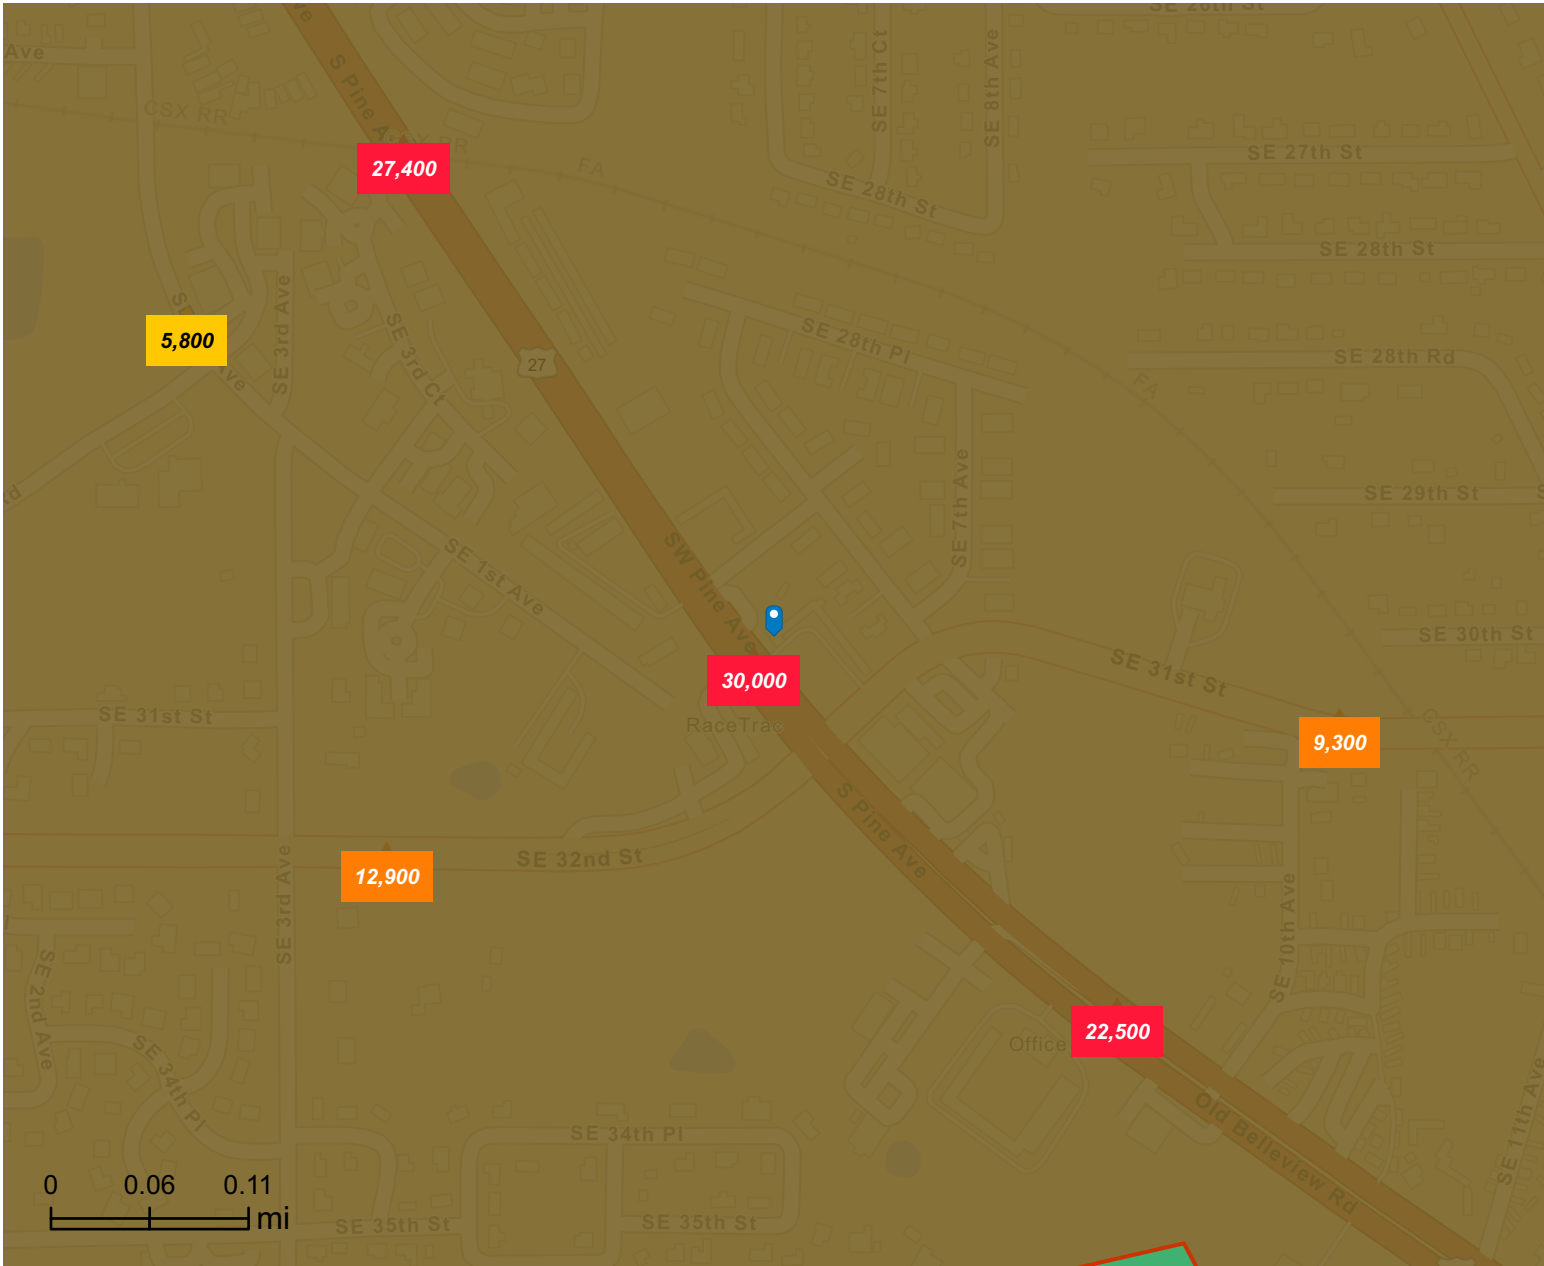 SE 26th St
Ave
S Pine Ave
CSX RR
CSX RR
SE 7th Ct
SE 8th Ave
27,400
FA
SE 27th St
SE 28th St
SE 28th St
SE 3rd Ave
5,800
SE 3rd Ct
SE 28th Pl
27
SE 28th Rd
FA
Ave
SE 7th Ave
SE 29th St
Rd
SE 1st Ave
SW Pine Ave
SE 30th St
SE 31st St
30,000
RaceTrac
SE 31st St
9,300
CSX RR
S Pine Ave
SE 32nd St
12,900
SE 3rd Ave
SE 10th Ave
SE 2nd Ave
22,500
Office
SE 34th Pl
SE 34th Pl
Old Belleview Rd
SE 11th Ave
0 0.06 0.11
mi
SE 35th St
SE 35th St